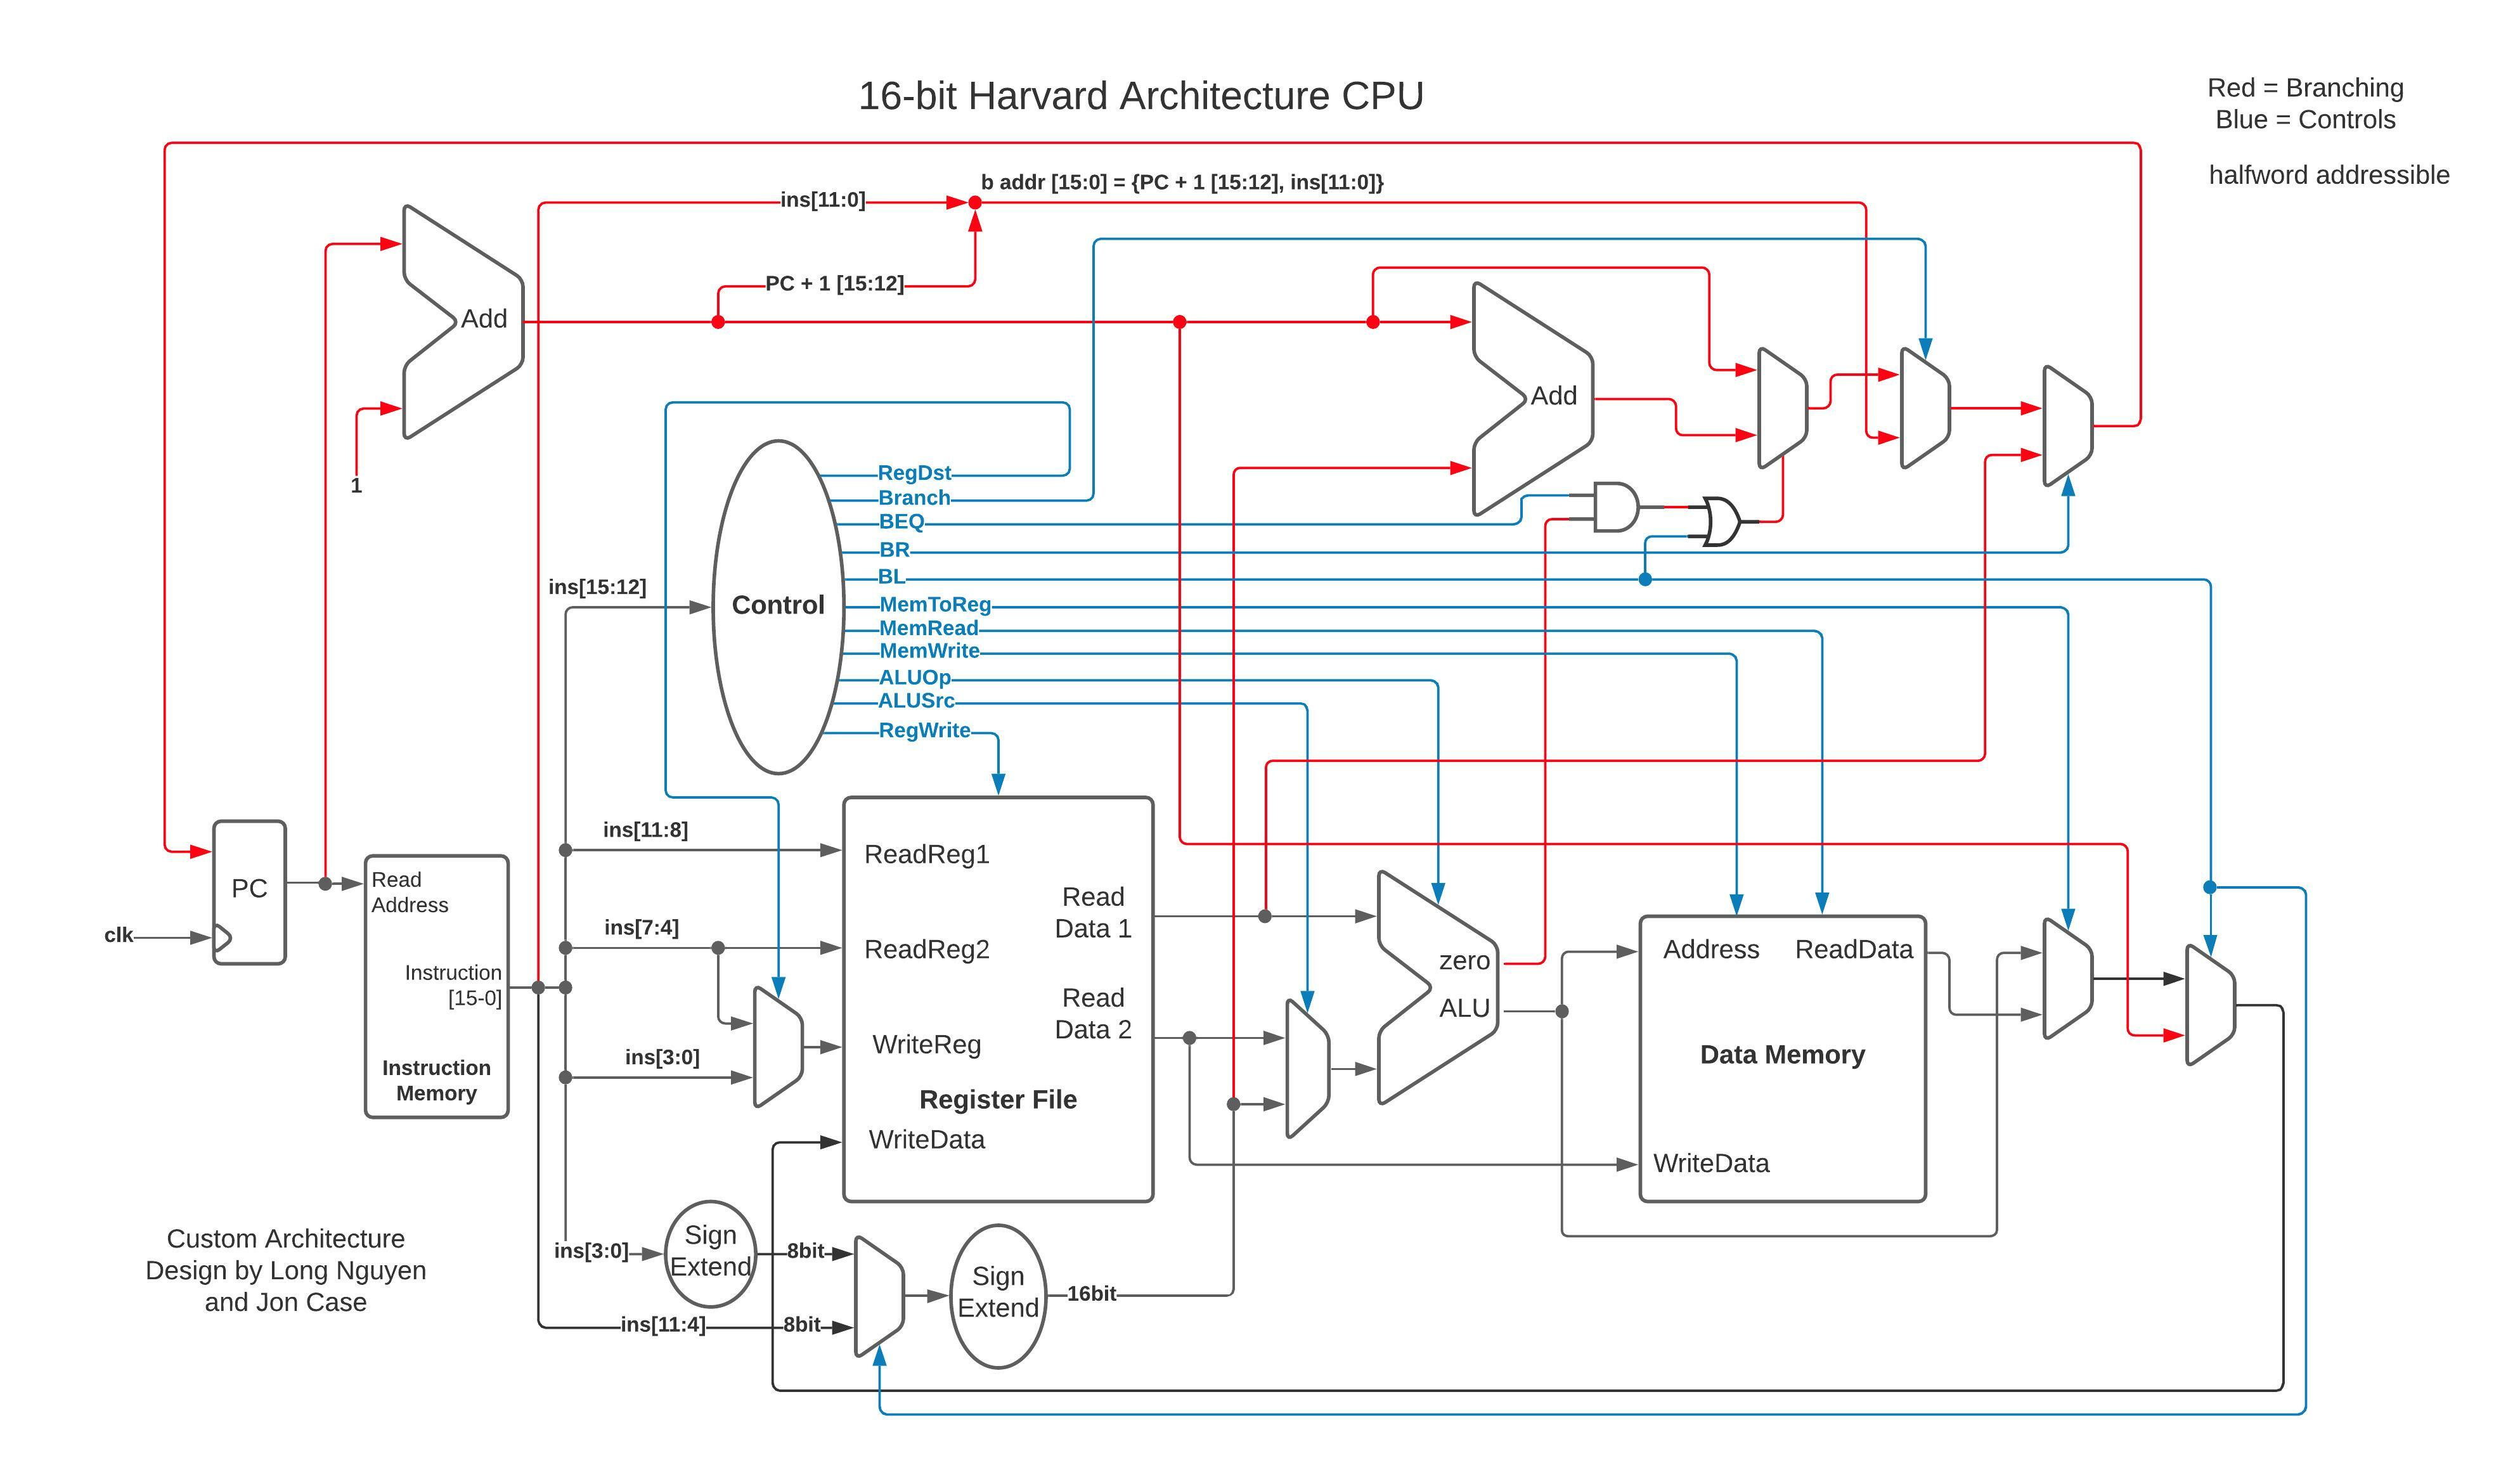 16-bit Harvard Architecture CPU
Red = Branching
Blue = Controls
halfword addressible
b addr [15:0] = {PC + 1 [15:12], ins[11:0]}
ins[11:0]
PC + 1 [15:12]
Add
Add
1
RegDst
Branch
BEQ
BR
BL
MemToReg
MemRead
MemWrite
ALUOp
ALUSrc
RegWrite
ins[15:12]
Control
ins[11:8]
ins[7:4]
ins[3:0]
PC
clk
Read
Address
Instruction
[15-0]
Instruction
Memory
ReadReg1
ReadReg2
WriteReg
Register File
WriteData
Read
Data 1
Read
Data 2
zero
ALU
Address
ReadData
Data Memory
WriteData
Custom Architecture
Design by Long Nguyen
and Jon Case
ins[3:0]
Sign
Extend
8bit
ins[11:4]
8bit
Sign
Extend
16bit